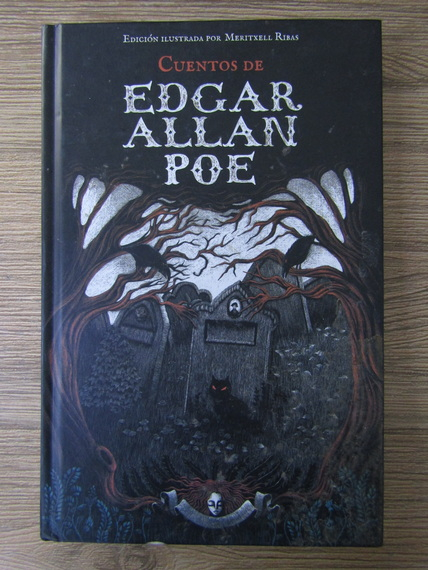 Edición ilustrada por Meritxell Ribas
Cuentos de
EDGAR
ALLAN
POE